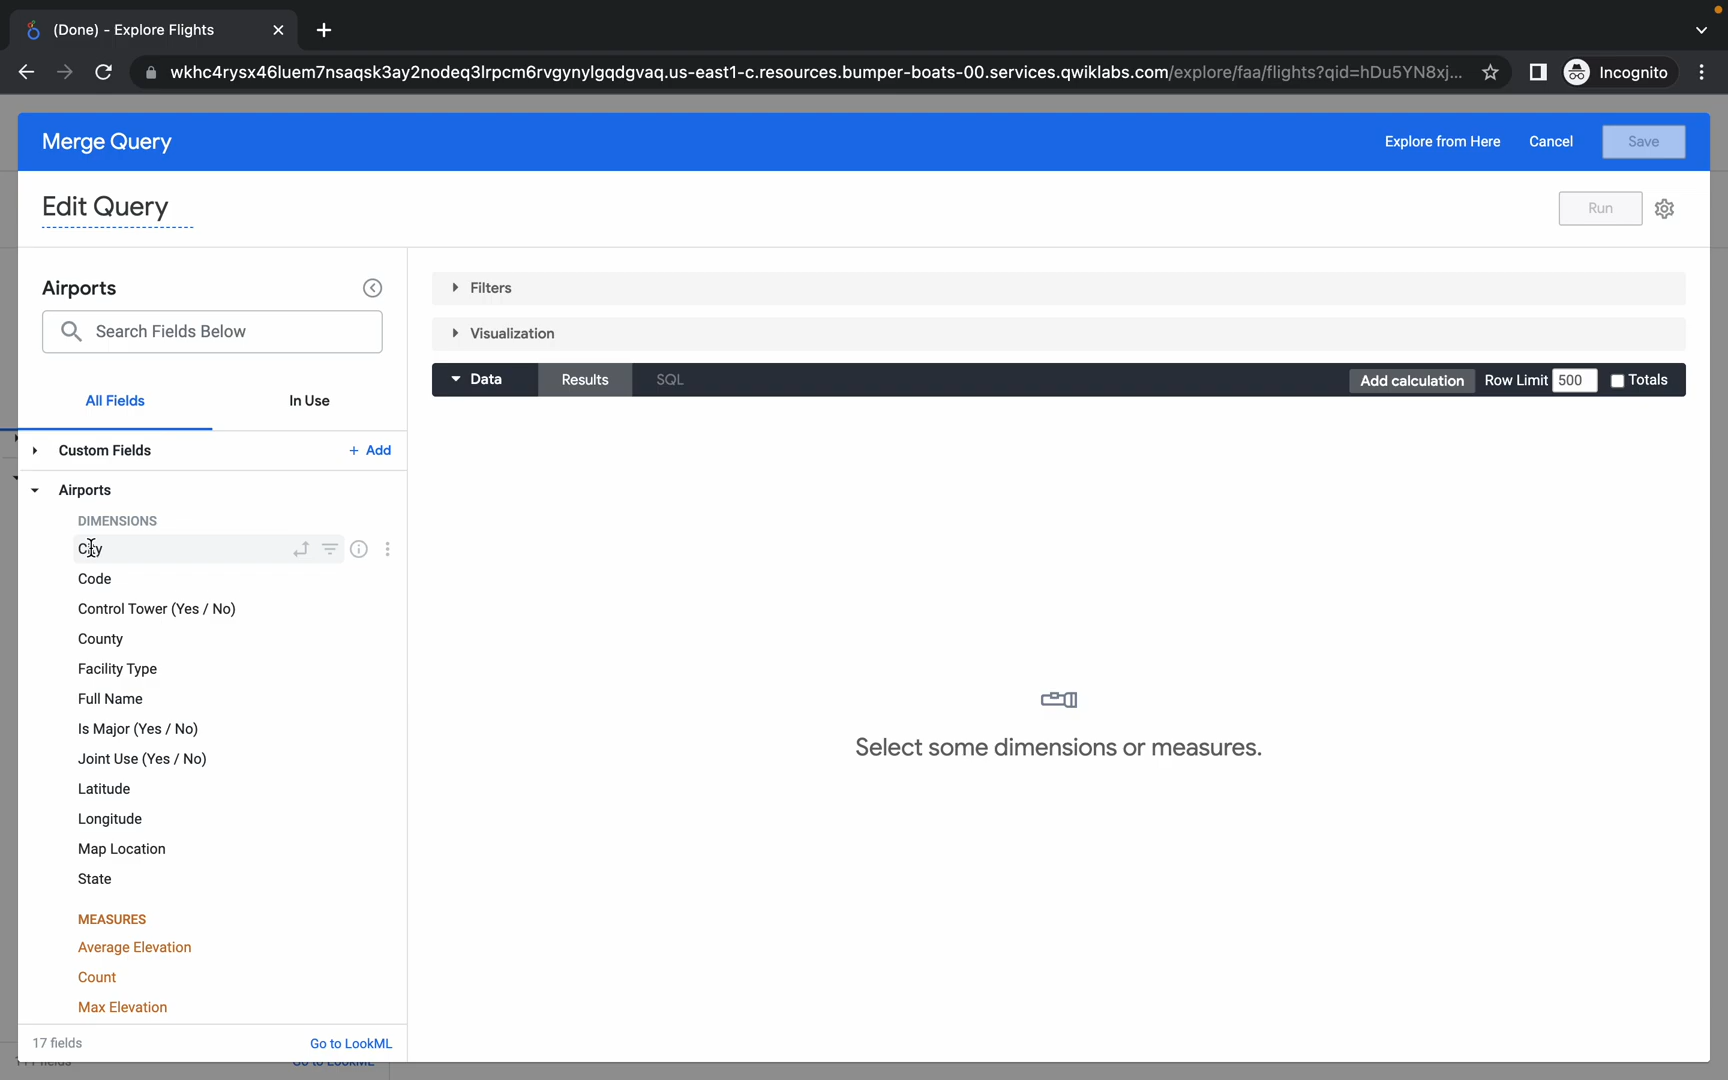 (Done) - Explore Flights
wkhc4rysx46luem7nsaqsk3ay2nodeq3lrpcm6rvgynylgqdgvaq.us-east1-c.resources.bumper-boats-00.services.qwiklabs.com/explore/faa/flights?qid=hDu5YN8xj...
Incognito
Merge Query
Explore from Here
Cancel
Save
Edit Query
Run
Airports
Search Fields Below
All Fields
In Use
Custom Fields
+ Add
Airports
DIMENSIONS
City
Code
Control Tower (Yes / No)
County
Facility Type
Full Name
Is Major (Yes / No)
Joint Use (Yes / No)
Latitude
Longitude
Map Location
State
MEASURES
Average Elevation
Count
Max Elevation
17 fields
Go to LookML
Filters
Visualization
Data
Results
SQL
Add calculation
Row Limit 500
Totals
Select some dimensions or measures.